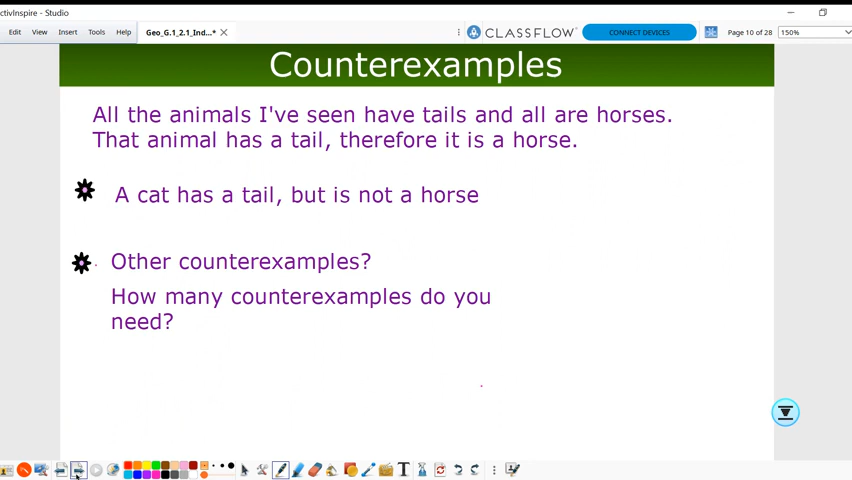 ctivInspire - Studio
Edit View Insert Tools Help Geo_G.1_2.1_Ind...* CLASSFLOW CONNECT DEVICES Page 10 of 28 150%
Counterexamples
All the animals I've seen have tails and all are horses.
That animal has a tail, therefore it is a horse.
A cat has a tail, but is not a horse
Other counterexamples?
How many counterexamples do you
need?
T